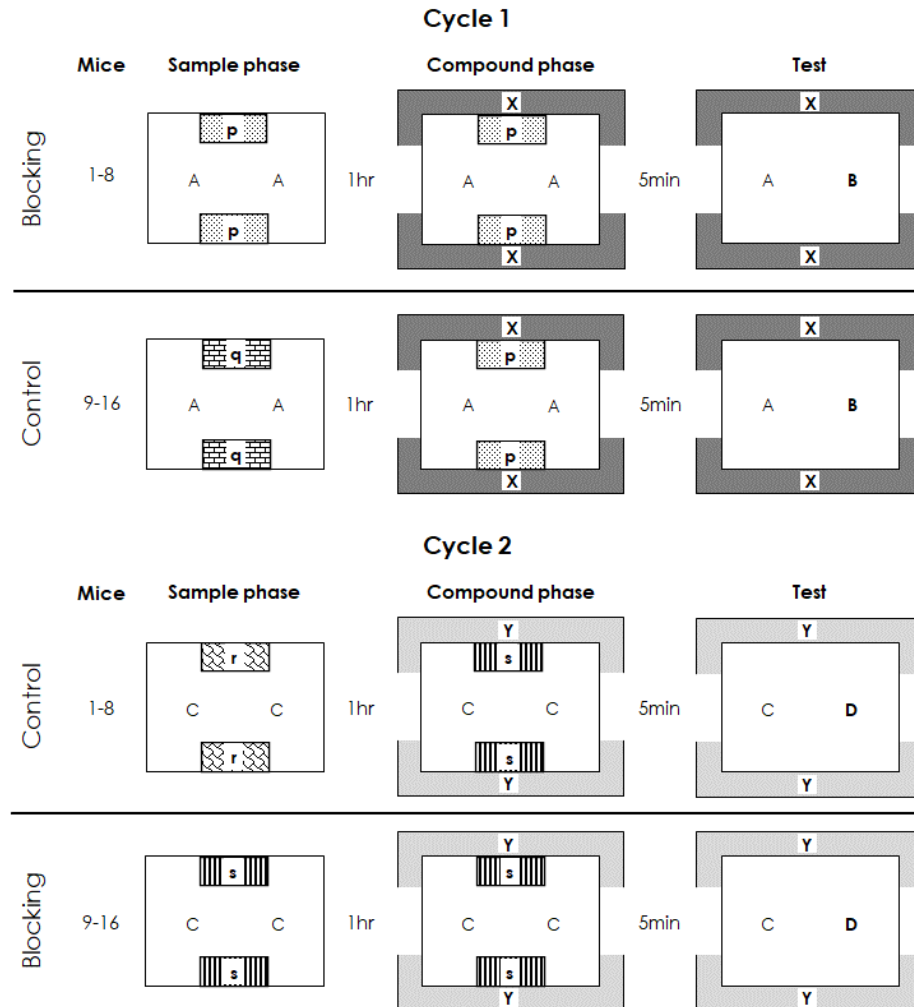 Cycle 1
Mice Sample phase Compound phase Test
Blocking
X X
p p
1-8 A A 1hr A A 5min A B
p p
X X
Control
X X
q p
9-16 A A 1hr A A 5min A B
q p
X X
Cycle 2
Mice Sample phase Compound phase Test
Control
Y Y
r s
1-8 C C 1hr C C 5min C D
r s
Y Y
Blocking
Y Y
s s
9-16 C C 1hr C C 5min C D
s s
Y Y